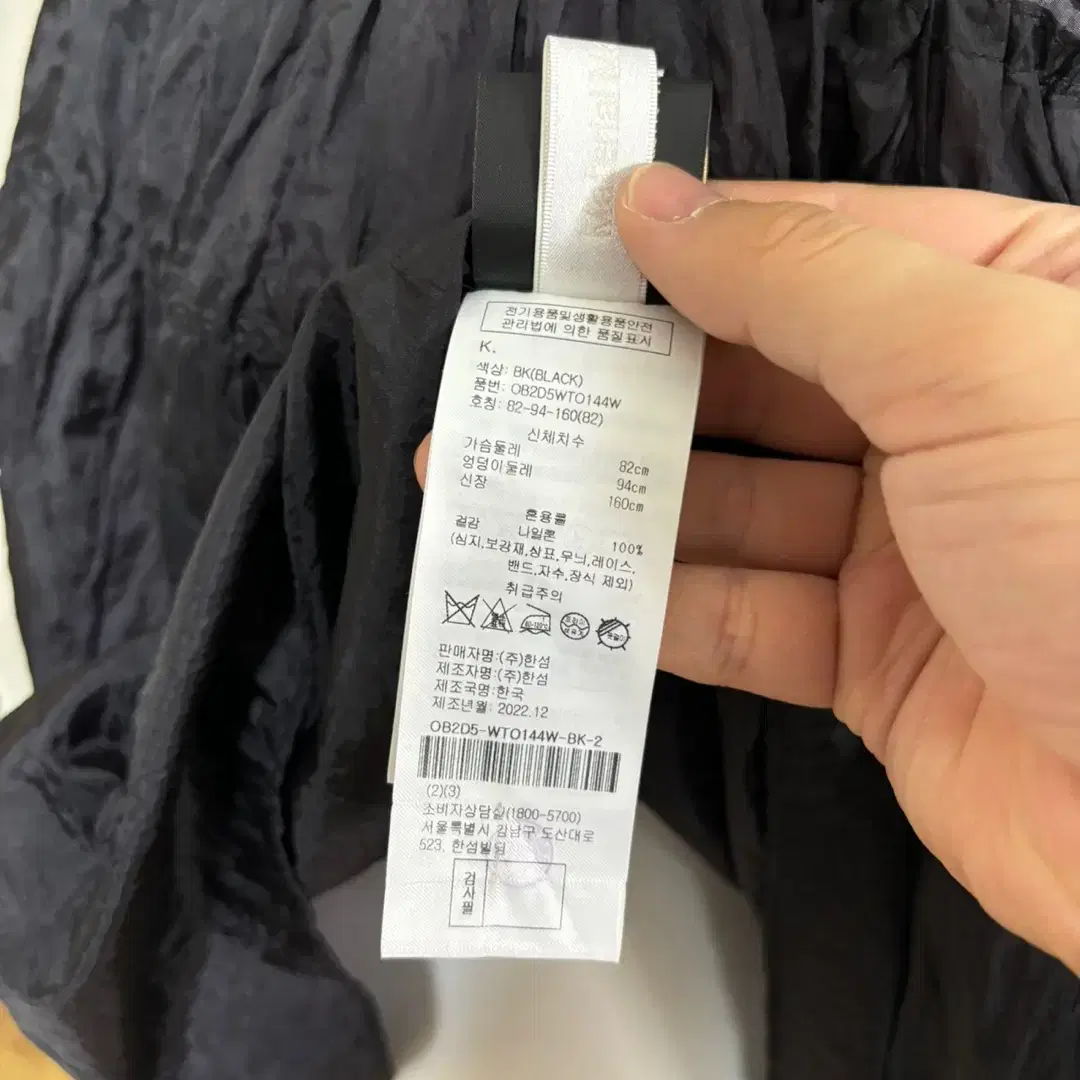 전기용품및생활용품안전
관리법에 의한 품질표시
K.
색상: BK(BLACK)
품번: OB2D5WTO144W
호칭: 82-94-160(82)
신체치수
가슴둘레 82cm
엉덩이둘레 94cm
신장 160cm
혼용률
겉감 나일론 100%
(심지,보강재,상표,무늬,레이스,
밴드,자수,장식 제외)
취급주의
80-120℃
판매자명:(주)한섬
제조자명:(주)한섬
제조국명:한국
제조년월: 2022.12
OB2D5-WTO144W-BK-2
(2)(3)
소비자상담실(1800-5700)
서울특별시 강남구 도산대로
523, 한섬빌딩
검사필